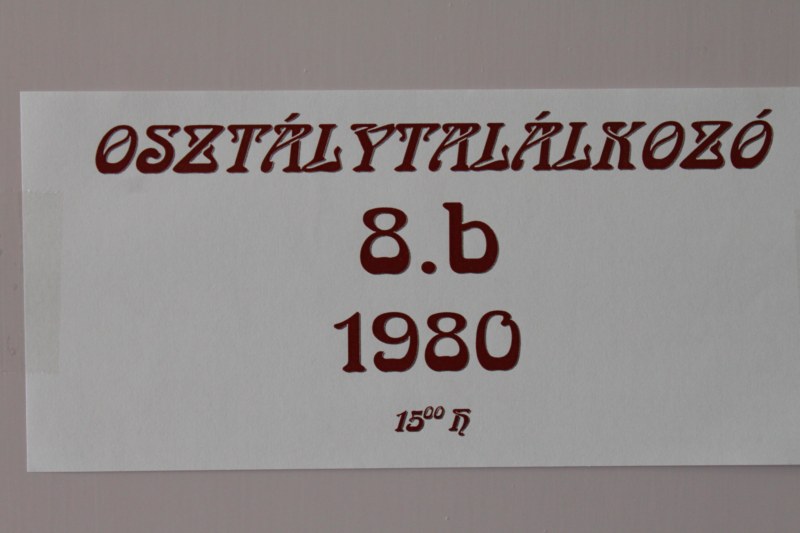 OSZTÁLYTALÁLKOZÓ
8.b
1980
15⁰⁰ h